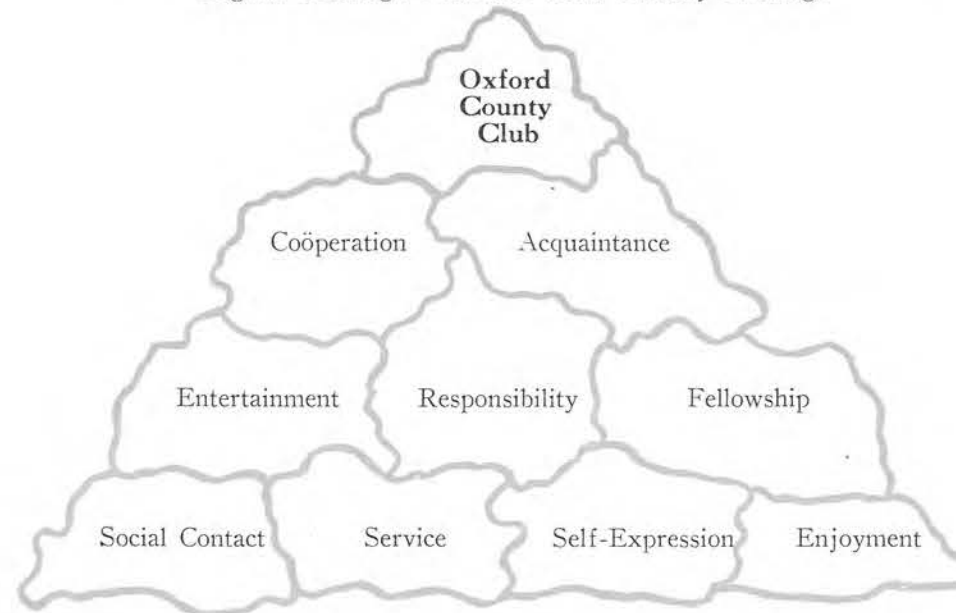 Oxford
County
Club
Coöperation Acquaintance
Entertainment Responsibility Fellowship
Social Contact Service Self-Expression Enjoyment